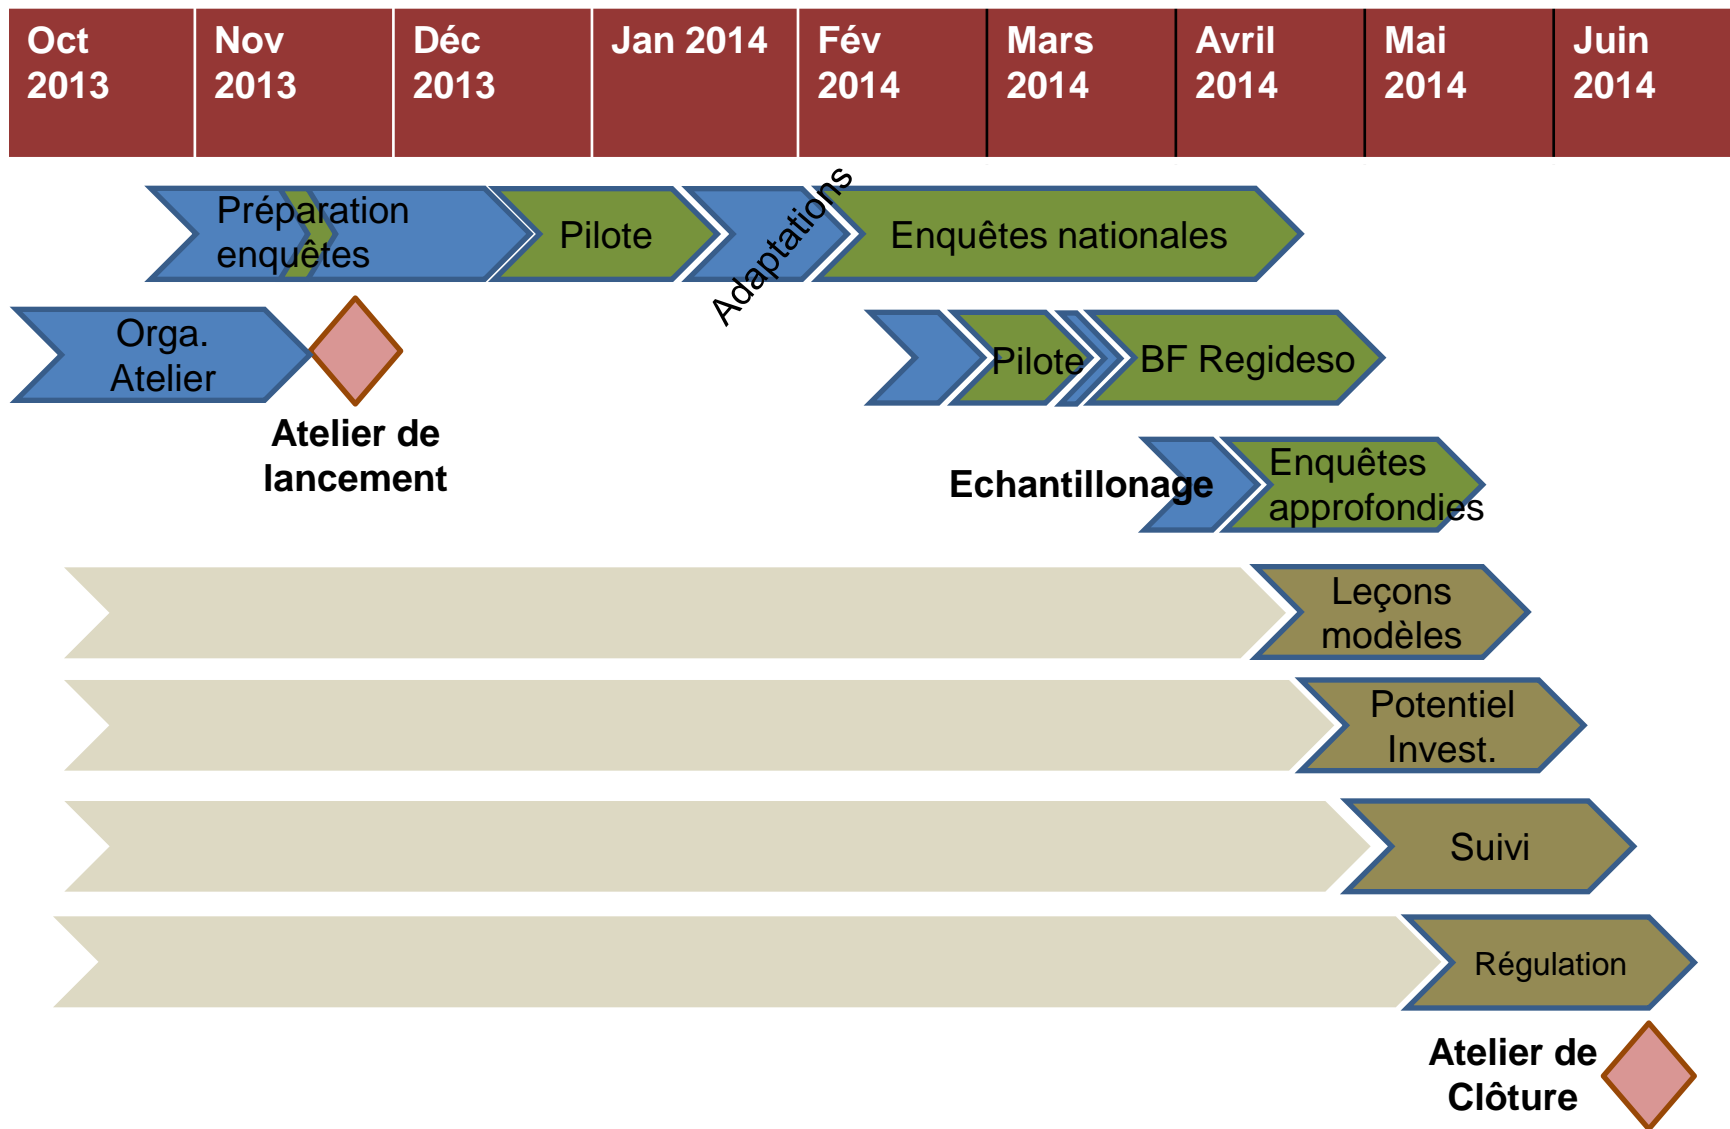 Oct
2013
Nov
2013
Déc
2013
Jan 2014
Fév
2014
Mars
2014
Avril
2014
Mai
2014
Juin
2014
Préparation
enquêtes
Pilote
Adaptations
Enquêtes nationales
Orga.
Atelier
Atelier de
lancement
Pilote
BF Regideso
Echantillonage
Enquêtes
approfondies
Leçons
modèles
Potentiel
Invest.
Suivi
Régulation
Atelier de
Clôture